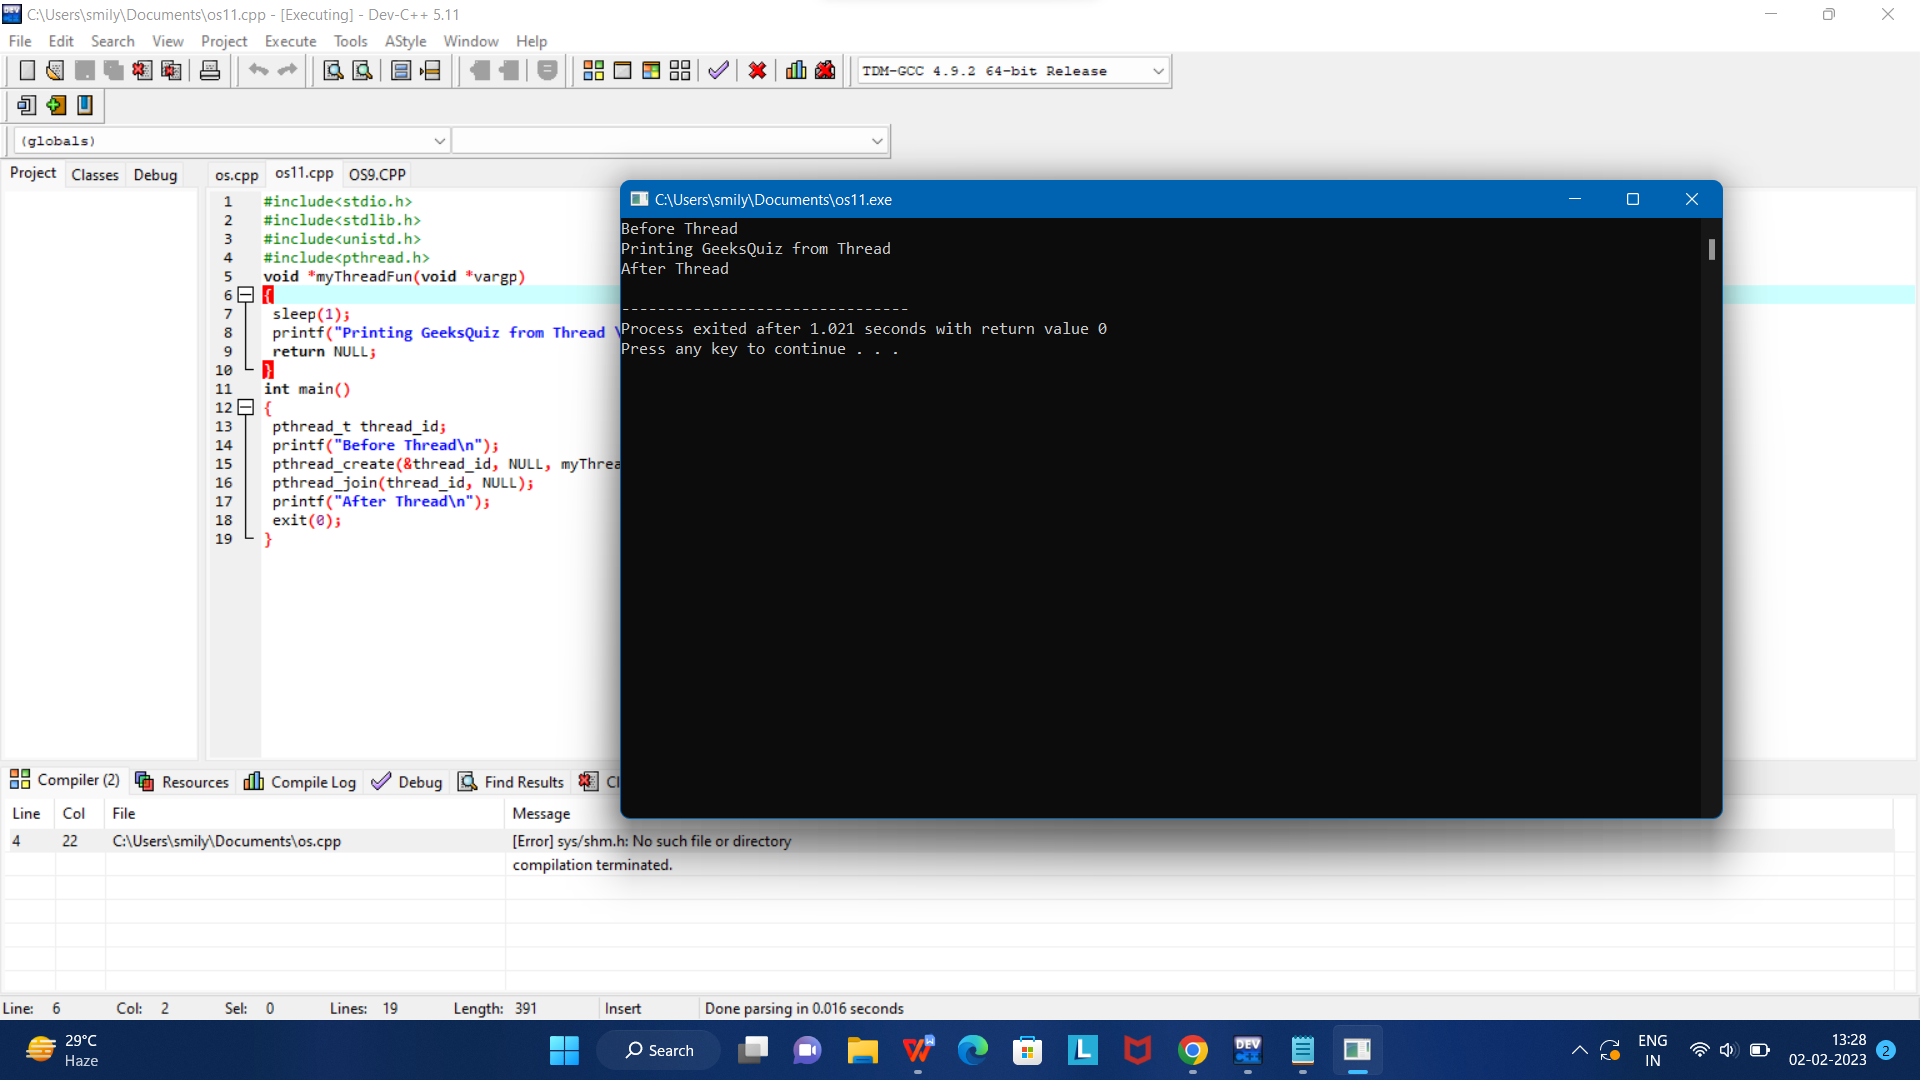 C:\Users\smily\Documents\os11.cpp - [Executing] - Dev-C++ 5.11
File Edit Search View Project Execute Tools AStyle Window Help
TDM-GCC 4.9.2 64-bit Release
(globals)
Project Classes Debug
os.cpp os11.cpp OS9.CPP
1 #include<stdio.h>
2 #include<stdlib.h>
3 #include<unistd.h>
4 #include<pthread.h>
5 void *myThreadFun(void *vargp)
6 {
7 sleep(1);
8 printf("Printing GeeksQuiz from Thread \
9 return NULL;
10 }
11 int main()
12 {
13 pthread_t thread_id;
14 printf("Before Thread\n");
15 pthread_create(&thread_id, NULL, myThrea
16 pthread_join(thread_id, NULL);
17 printf("After Thread\n");
18 exit(0);
19 }
C:\Users\smily\Documents\os11.exe
Before Thread
Printing GeeksQuiz from Thread
After Thread
--------------------------------
Process exited after 1.021 seconds with return value 0
Press any key to continue . . .
Compiler (2) Resources Compile Log Debug Find Results Cl
Line Col File Message
4 22 C:\Users\smily\Documents\os.cpp [Error] sys/shm.h: No such file or directory
compilation terminated.
Line: 6 Col: 2 Sel: 0 Lines: 19 Length: 391 Insert Done parsing in 0.016 seconds
29°C
Haze
Search
DEV
C++
ENG
IN
13:28
02-02-2023
2